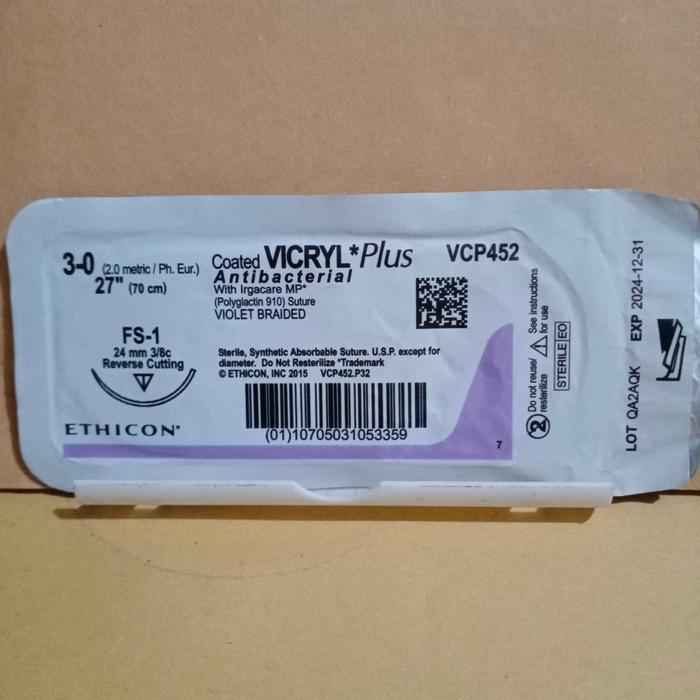 3-0 (2.0 metric / Ph. Eur.)
27" (70 cm)
FS-1
24 mm 3/8c
Reverse Cutting
ETHICON*
Coated VICRYL* Plus
Antibacterial
With Irgacare MP*
(Polyglactin 910) Suture
VIOLET BRAIDED
VCP452
Sterile, Synthetic Absorbable Suture. U.S.P. except for
diameter. Do Not Resterilize *Trademark
© ETHICON, INC 2015 VCP452.P32
(01)10705031053359
7
2 Do not reuse/
resterilize
See instructions
for use
STERILE EO
LOT QA2AQK EXP 2024-12-31